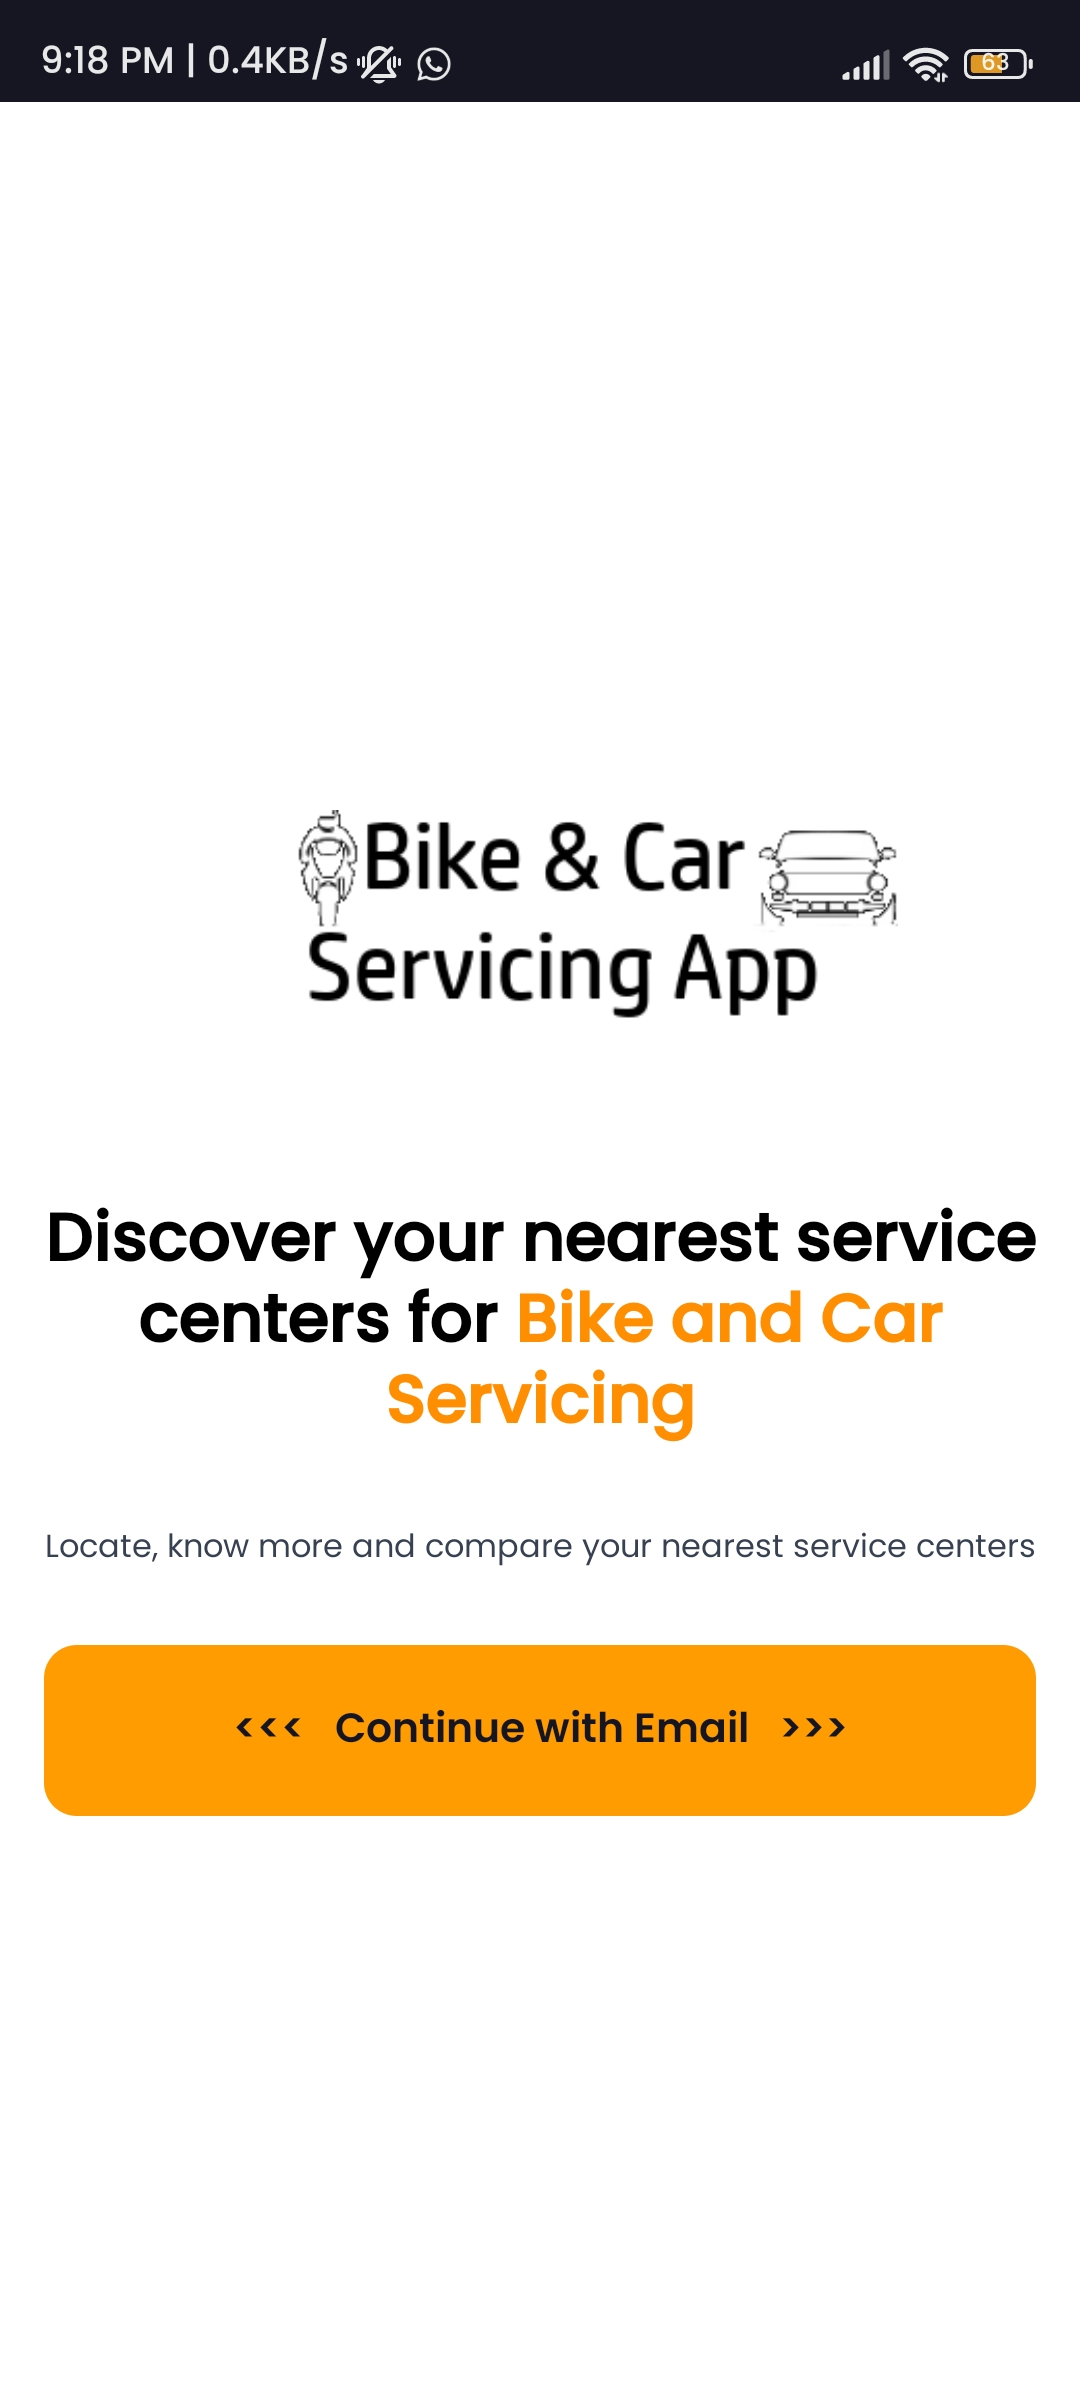 9:18 PM | 0.4KB/s
63
Bike & Car
Servicing App
Discover your nearest service
centers for Bike and Car
Servicing
Locate, know more and compare your nearest service centers
<<< Continue with Email >>>